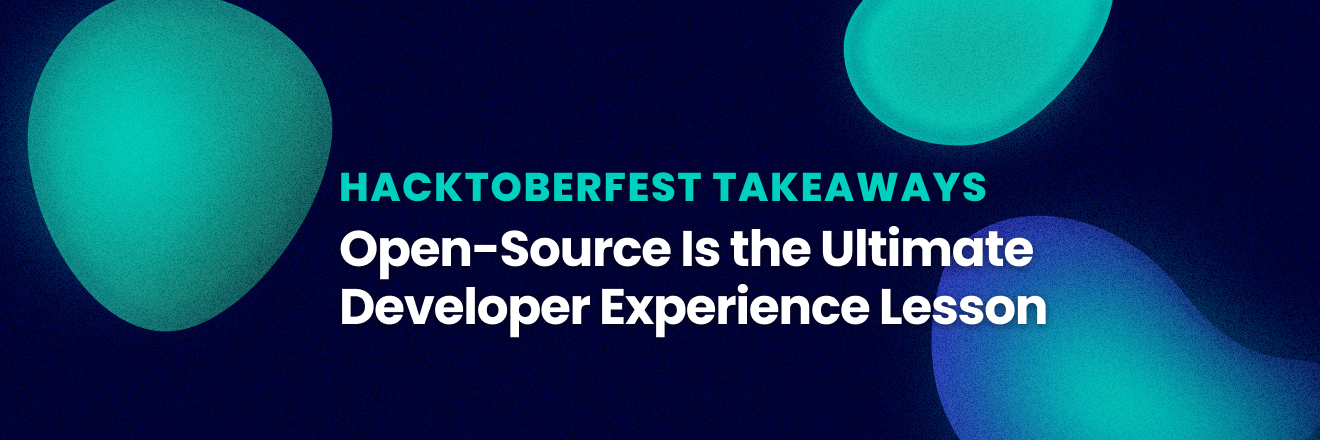 HACKTOBERFEST TAKEAWAYS
Open-Source Is the Ultimate
Developer Experience Lesson